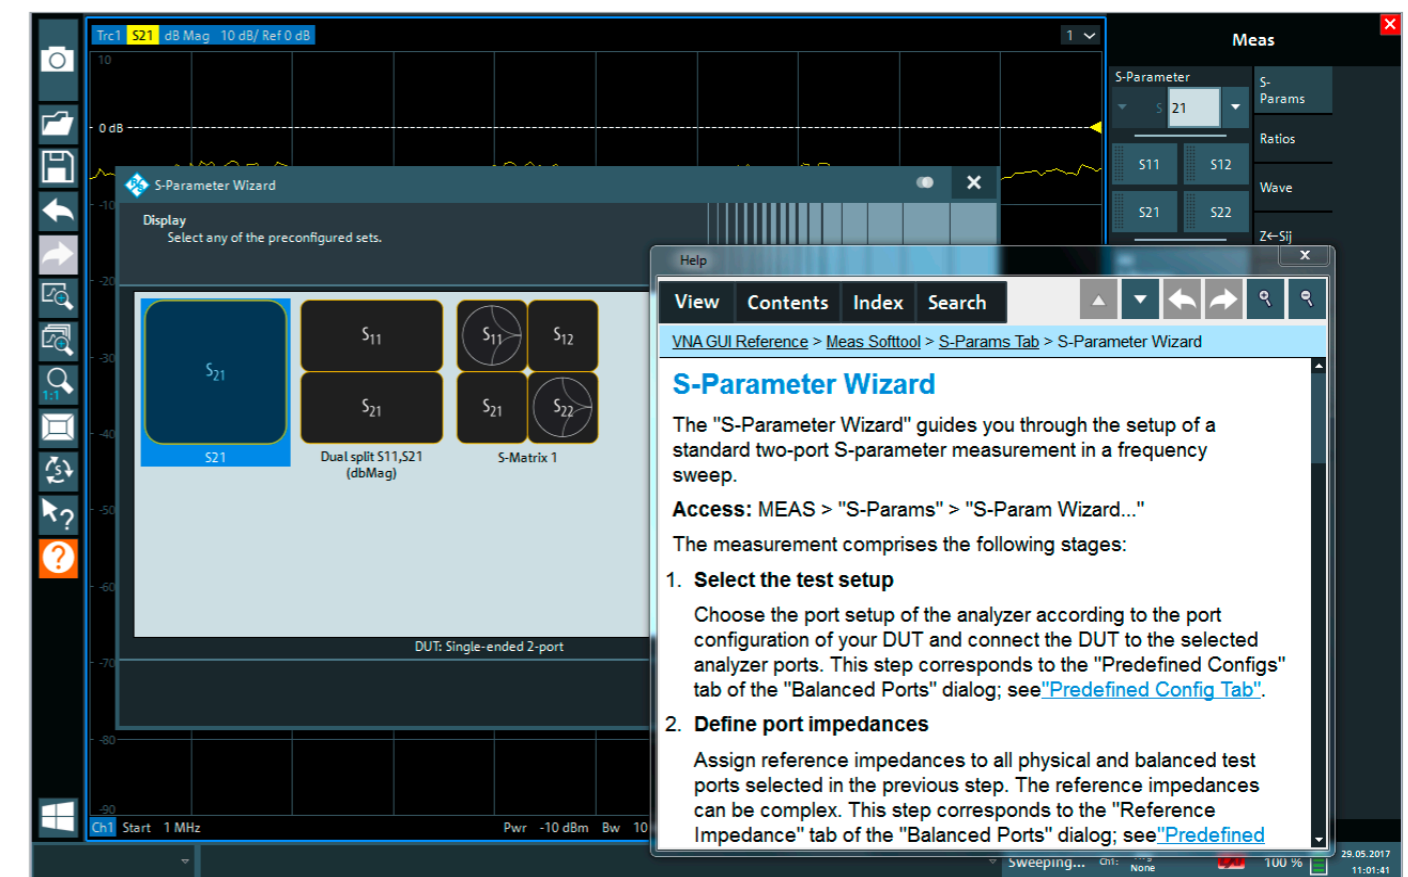 Trc1 S21 dB Mag 10 dB/ Ref 0 dB
1
10
0 dB
-10
-20
-30
-40
-50
-60
-70
-80
-90
1:1
S
?
?
S-Parameter Wizard
Display
Select any of the preconfigured sets.
S21
S21
S11
S21
Dual split S11,S21
(dbMag)
S11 S12
S21 S22
S-Matrix 1
DUT: Single-ended 2-port
Ch1 Start 1 MHz
Pwr -10 dBm Bw 10
Meas
S-Parameter
S 21
S11 S12
S21 S22
S-
Params
Ratios
Wave
Z←Sij
Help
View Contents Index Search
VNA GUI Reference > Meas Softtool > S-Params Tab > S-Parameter Wizard
S-Parameter Wizard
The "S-Parameter Wizard" guides you through the setup of a
standard two-port S-parameter measurement in a frequency
sweep.
Access: MEAS > "S-Params" > "S-Param Wizard..."
The measurement comprises the following stages:
1. Select the test setup
Choose the port setup of the analyzer according to the port
configuration of your DUT and connect the DUT to the selected
analyzer ports. This step corresponds to the "Predefined Configs"
tab of the "Balanced Ports" dialog; see"Predefined Config Tab".
2. Define port impedances
Assign reference impedances to all physical and balanced test
ports selected in the previous step. The reference impedances
can be complex. This step corresponds to the "Reference
Impedance" tab of the "Balanced Ports" dialog; see"Predefined
Sweeping... Ch1: None 100 %
29.05.2017
11:01:41